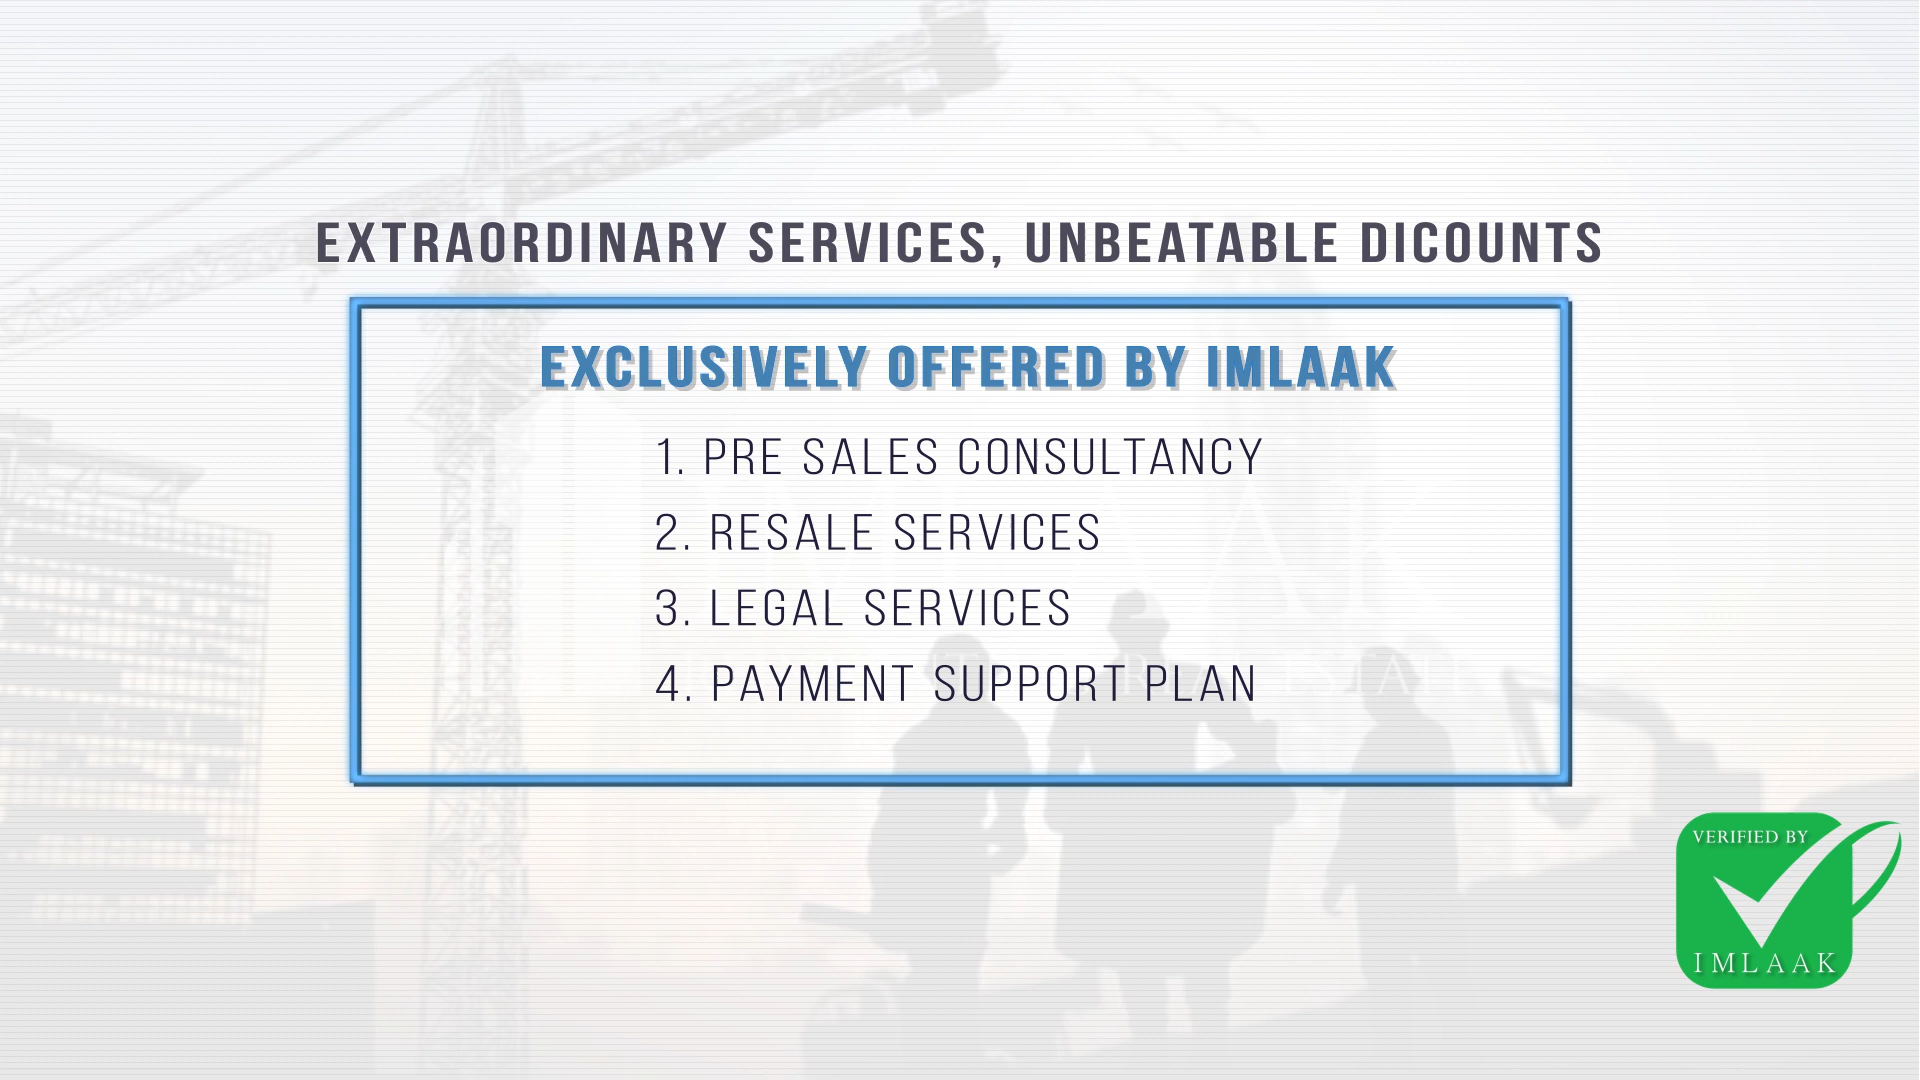 EXTRAORDINARY SERVICES, UNBEATABLE DICOUNTS
EXCLUSIVELY OFFERED BY IMLAAK
1. PRE SALES CONSULTANCY
2. RESALE SERVICES
3. LEGAL SERVICES
4. PAYMENT SUPPORT PLAN
VERIFIED BY
IMLAAK